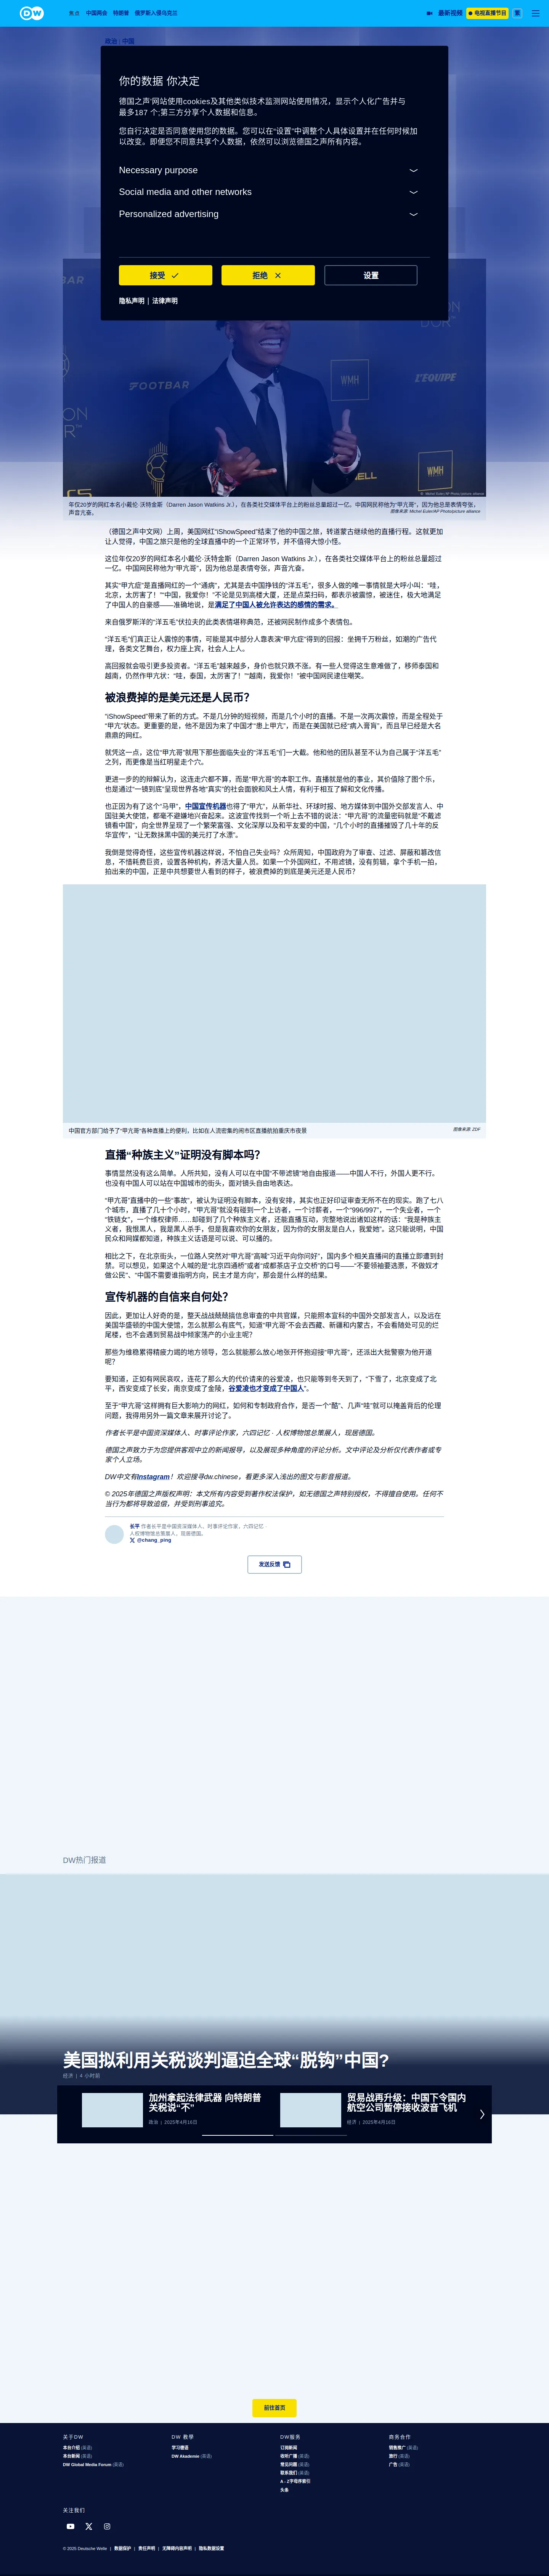 DW
焦点 中国网合 特朗普 俄罗斯入侵乌克兰
最新视频 电视直播节目 繁
政治 | 中国
你的数据 你决定
德国之声'网站使用cookies及其他类似技术监测网站使用情况，显示个人化广告并与
最多187 个;第三方分享个人数据和信息。
您自行决定是否同意使用您的数据。您可以在“设置”中调整个人具体设置并在任何时候加
以改变。即便您不同意共享个人数据，依然可以浏览德国之声所有内容。
Necessary purpose
Social media and other networks
Personalized advertising
接受 拒绝 设置
隐私声明 | 法律声明
FOOTBAR
WMH
L'ÉQUIPE
WMH
© Michel Euler/AP Photo/picture alliance
年仅20岁的网红本名小戴伦·沃特金斯（Darren Jason Watkins Jr.），在各类社交媒体平台上的粉丝总量超过一亿。中国网民称他为“甲亢哥”，因为他总是表情夸张，
声音亢奋。
图像来源: Michel Euler/AP Photo/picture alliance
（德国之声中文网）上周，美国网红“iShowSpeed”结束了他的中国之旅，转道蒙古继续他的直播行程。这就更加
让人觉得，中国之旅只是他的全球直播中的一个正常环节，并不值得大惊小怪。
这位年仅20岁的网红本名小戴伦·沃特金斯（Darren Jason Watkins Jr.），在各类社交媒体平台上的粉丝总量超过
一亿。中国网民称他为“甲亢哥”，因为他总是表情夸张，声音亢奋。
其实“甲亢症”是直播网红的一个“通病”，尤其是去中国挣钱的“洋五毛”，很多人做的唯一事情就是大呼小叫：“哇，
北京，太厉害了！”“中国，我爱你！”不论是见到高楼大厦，还是点菜扫码，都表示被震惊，被迷住，极大地满足
了中国人的自豪感——准确地说，是满足了中国人被允许表达的感情的需求。
来自俄罗斯洋的“洋五毛”伏拉夫的此类表情堪称典范，还被网民制作成多个表情包。
“洋五毛”们真正让人震惊的事情，可能是其中部分人靠表演“甲亢症”得到的回报：坐拥千万粉丝，如潮的广告代
理，各类文艺舞台，权力座上宾，社会人上人。
高回报就会吸引更多投资者。“洋五毛”越来越多，身价也就只跌不涨。有一些人觉得这生意难做了，移师泰国和
越南，仍然作甲亢状：“哇，泰国，太厉害了！”“越南，我爱你！”被中国网民逮住嘲笑。
被浪费掉的是美元还是人民币？
“iShowSpeed”带来了新的方式。不是几分钟的短视频，而是几个小时的直播。不是一次两次震惊，而是全程处于
“甲亢”状态。更重要的是，他不是因为来了中国才“患上甲亢”，而是在美国就已经“病入膏肓”，而且早已经是大名
鼎鼎的网红。
就凭这一点，这位“甲亢哥”就甩下那些面临失业的“洋五毛”们一大截。他和他的团队甚至不认为自己属于“洋五毛”
之列，而更像是当红明星走个穴。
更进一步的的辩解认为，这连走穴都不算，而是“甲亢哥”的本职工作。直播就是他的事业，其价值除了图个乐，
也是通过“一镜到底”呈现世界各地“真实”的社会面貌和风土人情，有利于相互了解和文化传播。
也正因为有了这个“马甲”，中国宣传机器也得了“甲亢”，从新华社、环球时报、地方媒体到中国外交部发言人、中
国驻美大使馆，都毫不避嫌地兴奋起来。这波宣传找到一个听上去不错的说法：“甲亢哥”的流量密码就是“不戴滤
镜看中国”，向全世界呈现了一个繁荣富强、文化深厚以及和平友爱的中国，“几个小时的直播摧毁了几十年的反
华宣传”，“让无数抹黑中国的美元打了水漂”。
我倒是觉得奇怪，这些宣传机器这样说，不怕自己失业吗？众所周知，中国政府为了审查、过滤、屏蔽和篡改信
息，不惜耗费巨资，设置各种机构，养活大量人员。如果一个外国网红，不用滤镜，没有剪辑，拿个手机一拍，
拍出来的中国，正是中共想要世人看到的样子，被浪费掉的到底是美元还是人民币？
中国官方部门给予了“甲亢哥”各种直播上的便利，比如在人流密集的闹市区直播航拍重庆市夜景
图像来源: ZDF
直播“种族主义”证明没有脚本吗？
事情显然没有这么简单。人所共知，没有人可以在中国“不带滤镜”地自由报道——中国人不行，外国人更不行。
也没有中国人可以站在中国城市的街头，面对镜头自由地表达。
“甲亢哥”直播中的一些“事故”，被认为证明没有脚本，没有安排，其实也正好印证审查无所不在的现实。跑了七八
个城市，直播了几十个小时，“甲亢哥”就没有碰到一个上访者，一个讨薪者，一个“996/997”，一个失业者，一个
“铁链女”，一个维权律师……却碰到了几个种族主义者，还能直播互动，完整地说出诸如这样的话：“我是种族主
义者，我恨黑人，我是黑人杀手，但是我喜欢你的女朋友，因为你的女朋友是白人，我爱她”。这只能说明，中国
民众和网媒都知道，种族主义话语是可以说、可以播的。
相比之下，在北京街头，一位路人突然对“甲亢哥”高喊“习近平向你问好”，国内多个相关直播间的直播立即遭到封
禁。可以想见，如果这个人喊的是“北京四通桥”或者“成都茶店子立交桥”的口号——“不要领袖要选票，不做奴才
做公民”、“中国不需要谁指明方向，民主才是方向”，那会是什么样的结果。
宣传机器的自信来自何处？
因此，更加让人好奇的是，整天战战兢兢搞信息审查的中共官媒，只能照本宣科的中国外交部发言人，以及远在
美国华盛顿的中国大使馆，怎么就那么有底气，知道“甲亢哥”不会去西藏、新疆和内蒙古，不会看随处可见的烂
尾楼，也不会遇到贸易战中倾家荡产的小业主呢？
那些为维稳累得精疲力竭的地方领导，怎么就能那么放心地张开怀抱迎接“甲亢哥”，还派出大批警察为他开道
呢？
要知道，正如有网民哀叹，连花了那么大的代价请来的谷爱凌，也只能等到冬天到了，“下雪了，北京变成了北
平，西安变成了长安，南京变成了金陵，谷爱凌也才变成了中国人”。
至于“甲亢哥”这样拥有巨大影响力的网红，如何和专制政府合作，是否一个“酷”、几声“哇”就可以掩盖背后的伦理
问题，我得用另外一篇文章来展开讨论了。
作者长平是中国资深媒体人、时事评论作家，六四记忆 · 人权博物馆总策展人，现居德国。
德国之声致力于为您提供客观中立的新闻报导，以及展现多种角度的评论分析。文中评论及分析仅代表作者或专
家个人立场。
DW中文有Instagram！欢迎搜寻dw.chinese，看更多深入浅出的图文与影音报道。
© 2025年德国之声版权声明：本文所有内容受到著作权法保护，如无德国之声特别授权，不得擅自使用。任何不
当行为都将导致追偿，并受到刑事追究。
长平 作者长平是中国资深媒体人、时事评论作家，六四记忆 ·
人权博物馆总策展人，现居德国。
@chang_ping
发送反馈
DW热门报道
美国拟利用关税谈判逼迫全球“脱钩”中国?
经济 | 4 小时前
加州拿起法律武器 向特朗普
关税说“不”
政治 | 2025年4月16日
贸易战再升级：中国下令国内
航空公司暂停接收波音飞机
经济 | 2025年4月16日
前往首页
关于DW
本台介绍 (英语)
本台新闻 (英语)
DW Global Media Forum (英语)
DW 教學
学习德语
DW Akademie (英语)
DW服务
订阅新闻
收听广播 (英语)
常见问题 (英语)
联系我们 (英语)
A - Z字母序索引
头条
商务合作
销售推广 (英语)
旅行 (英语)
广告 (英语)
关注我们
© 2025 Deutsche Welle | 数据保护 | 责任声明 | 无障碍内容声明 | 隐私数据设置